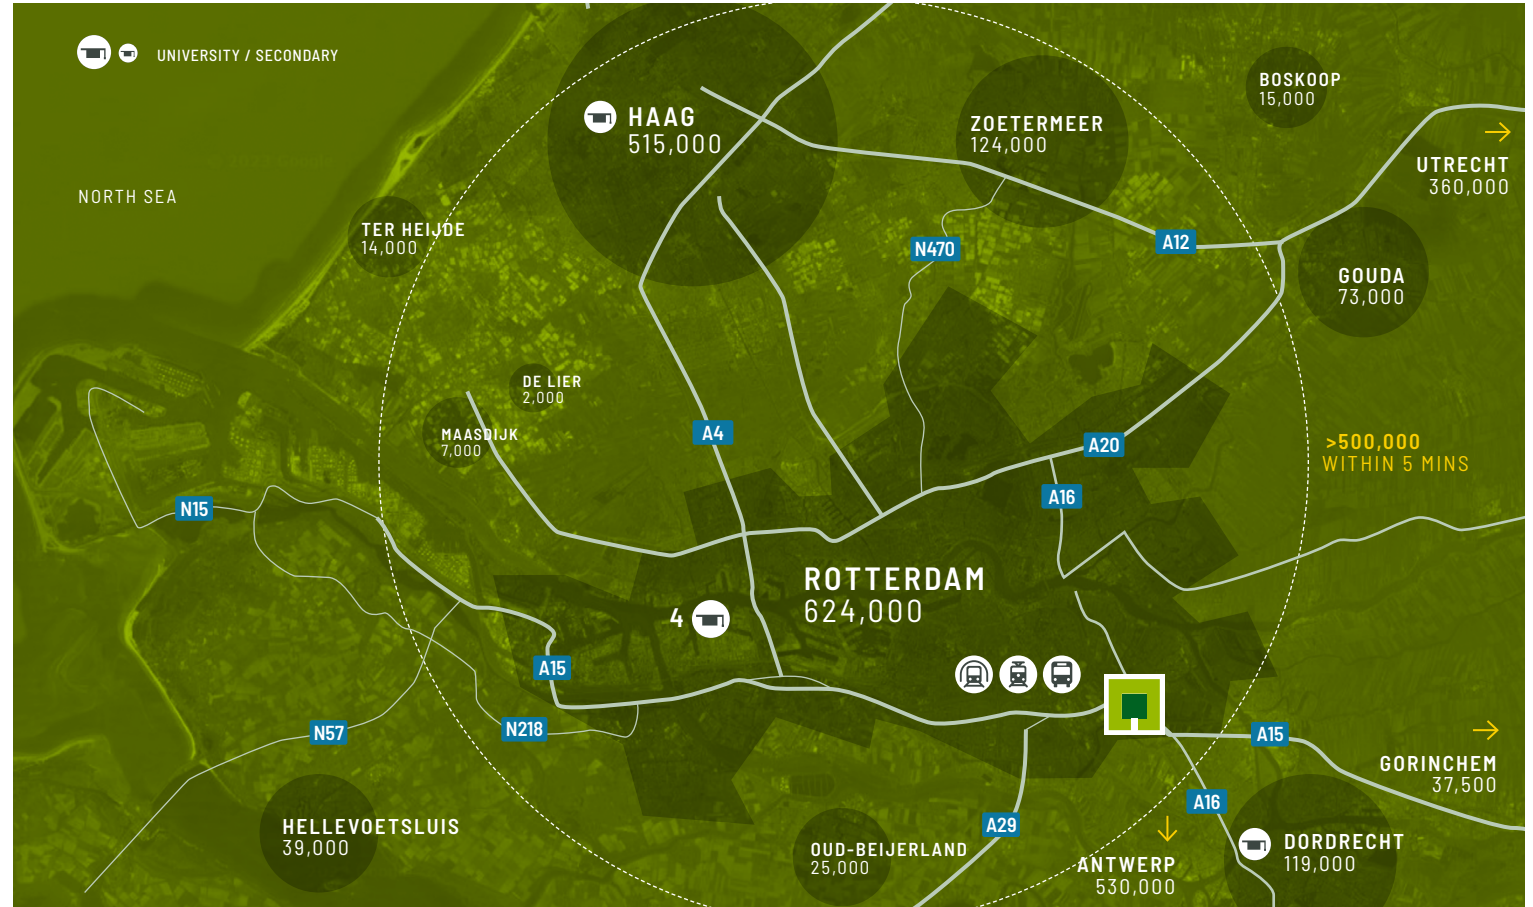 UNIVERSITY / SECONDARY
HAAG
515,000
ZOETERMEER
124,000
BOSKOOP
15,000
UTRECHT
360,000
NORTH SEA
TER HEIJDE
14,000
N470
A12
GOUDA
73,000
DE LIER
2,000
MAASDIJK
7,000
A4
A20
>500,000
WITHIN 5 MINS
N15
A16
ROTTERDAM
624,000
4
A15
N57
N218
A15
GORINCHEM
37,500
A16
HELLEVOETSLUIS
39,000
A29
OUD-BEIJERLAND
25,000
ANTWERP
530,000
DORDRECHT
119,000